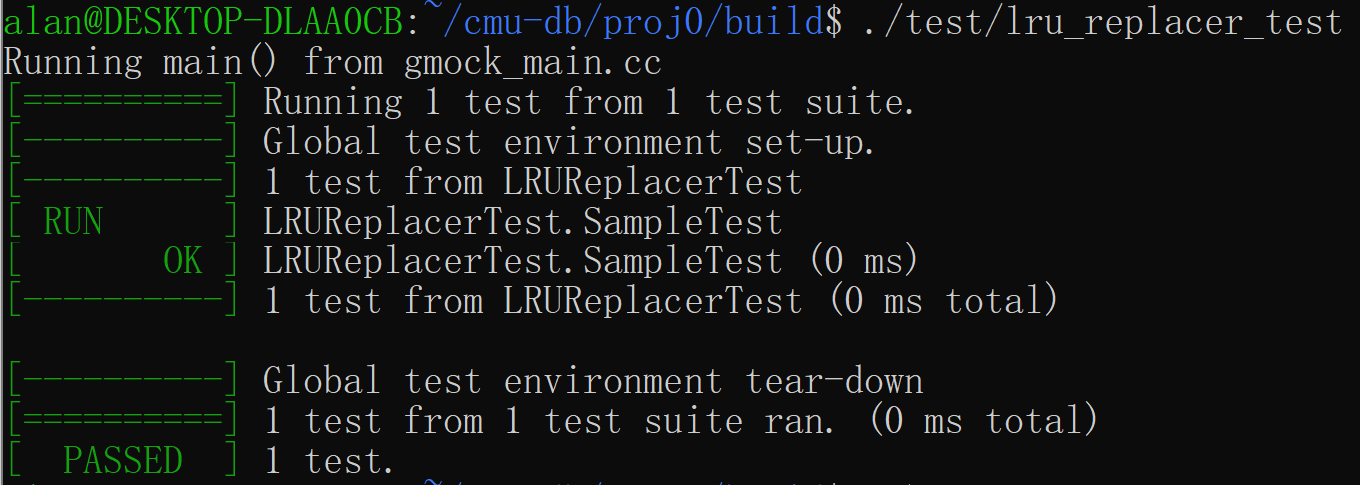 alan@DESKTOP-DLAAOCB:~/cmu-db/proj0/build$ ./test/lru_replacer_test
Running main() from gmock_main.cc
[==========] Running 1 test from 1 test suite.
[----------] Global test environment set-up.
[----------] 1 test from LRUReplacerTest
[ RUN      ] LRUReplacerTest.SampleTest
[       OK ] LRUReplacerTest.SampleTest (0 ms)
[----------] 1 test from LRUReplacerTest (0 ms total)
[----------] Global test environment tear-down
[==========] 1 test from 1 test suite ran. (0 ms total)
[  PASSED  ] 1 test.